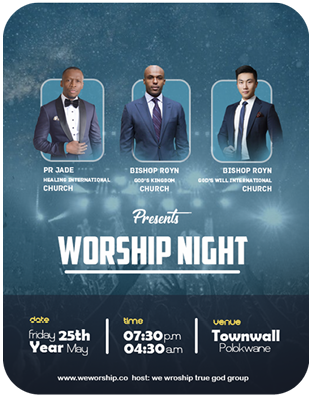 PR JADE
HEALING INTERNATIONAL
CHURCH
BISHOP ROYN
GOD'S KINGDOM
CHURCH
BISHOP ROYN
GOD'S WILL INTERNATIONAL
CHURCH
Presents
WORSHIP NIGHT
date
friday 25th
Year May
time
07:30p.m
04:30a.m
venue
Townwall
Polokwane
www.weworship.co host: we wroship true god group